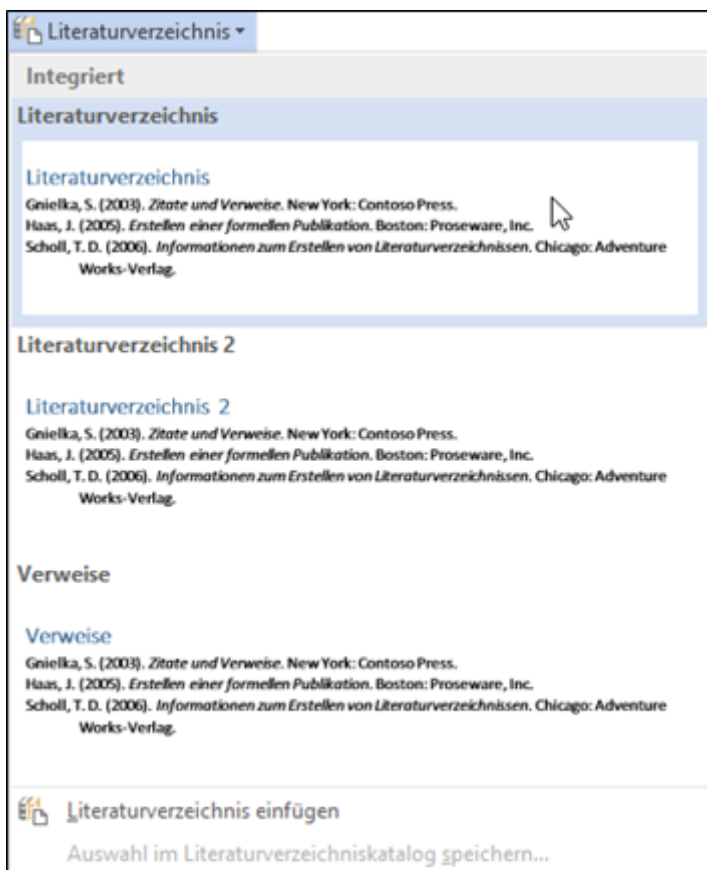 Literaturverzeichnis
Integriert
Literaturverzeichnis
Literaturverzeichnis
Gnielka, S. (2003). Zitate und Verweise. New York: Contoso Press.
Haas, J. (2005). Erstellen einer formellen Publikation. Boston: Proseware, Inc.
Scholl, T. D. (2006). Informationen zum Erstellen von Literaturverzeichnissen. Chicago: Adventure
Works-Verlag.
Literaturverzeichnis 2
Literaturverzeichnis 2
Gnielka, S. (2003). Zitate und Verweise. New York: Contoso Press.
Haas, J. (2005). Erstellen einer formellen Publikation. Boston: Proseware, Inc.
Scholl, T. D. (2006). Informationen zum Erstellen von Literaturverzeichnissen. Chicago: Adventure
Works-Verlag.
Verweise
Verweise
Gnielka, S. (2003). Zitate und Verweise. New York: Contoso Press.
Haas, J. (2005). Erstellen einer formellen Publikation. Boston: Proseware, Inc.
Scholl, T. D. (2006). Informationen zum Erstellen von Literaturverzeichnissen. Chicago: Adventure
Works-Verlag.
Literaturverzeichnis einfügen
Auswahl im Literaturverzeichniskatalog speichern...